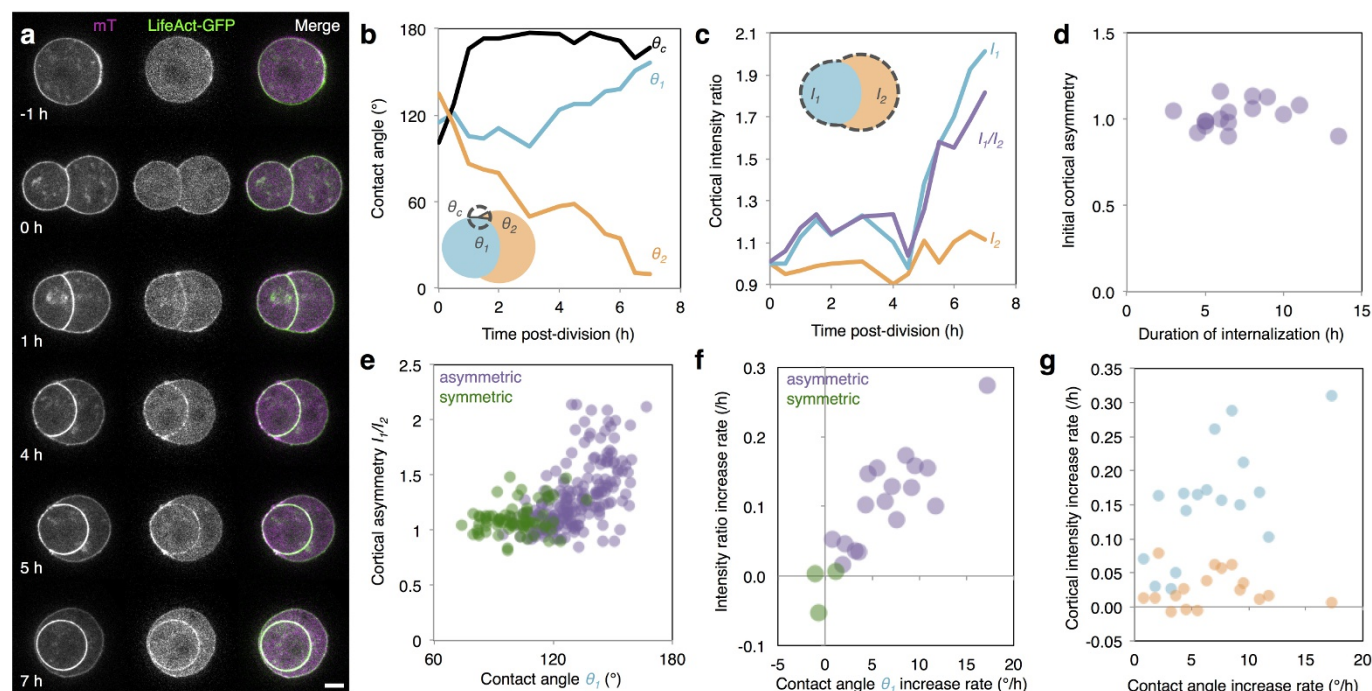 a
mT
LifeAct-GFP
Merge
-1 h
0 h
1 h
4 h
5 h
7 h
b
Contact angle (°)
180
120
60
0
θc
θ1
θ2
θc
θ2
θ1
0 2 4 6 8
Time post-division (h)
c
Cortical intensity ratio
2.1
1.9
1.7
1.5
1.3
1.1
0.9
I1
I2
I1
I1/I2
I2
0 2 4 6 8
Time post-division (h)
d
Initial cortical asymmetry
1.5
1.0
0.5
0.0
0 5 10 15
Duration of internalization (h)
e
Cortical asymmetry I1/I2
2.5
2
1.5
1
0.5
0
asymmetric
symmetric
60 120 180
Contact angle θ1 (°)
f
Intensity ratio increase rate (/h)
0.3
0.2
0.1
0.0
-0.1
asymmetric
symmetric
-5 0 5 10 15 20
Contact angle θ1 increase rate (°/h)
g
Cortical intensity increase rate (/h)
0.35
0.30
0.25
0.20
0.15
0.10
0.05
0.00
-0.05
0 5 10 15 20
Contact angle θ1 increase rate (°/h)